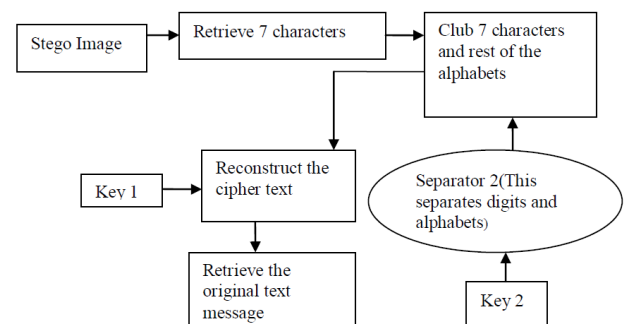 Stego Image
Retrieve 7 characters
Club 7 characters
and rest of the
alphabets
Reconstruct the
cipher text
Key 1
Separator 2(This
separates digits and
alphabets)
Retrieve the
original text
message
Key 2